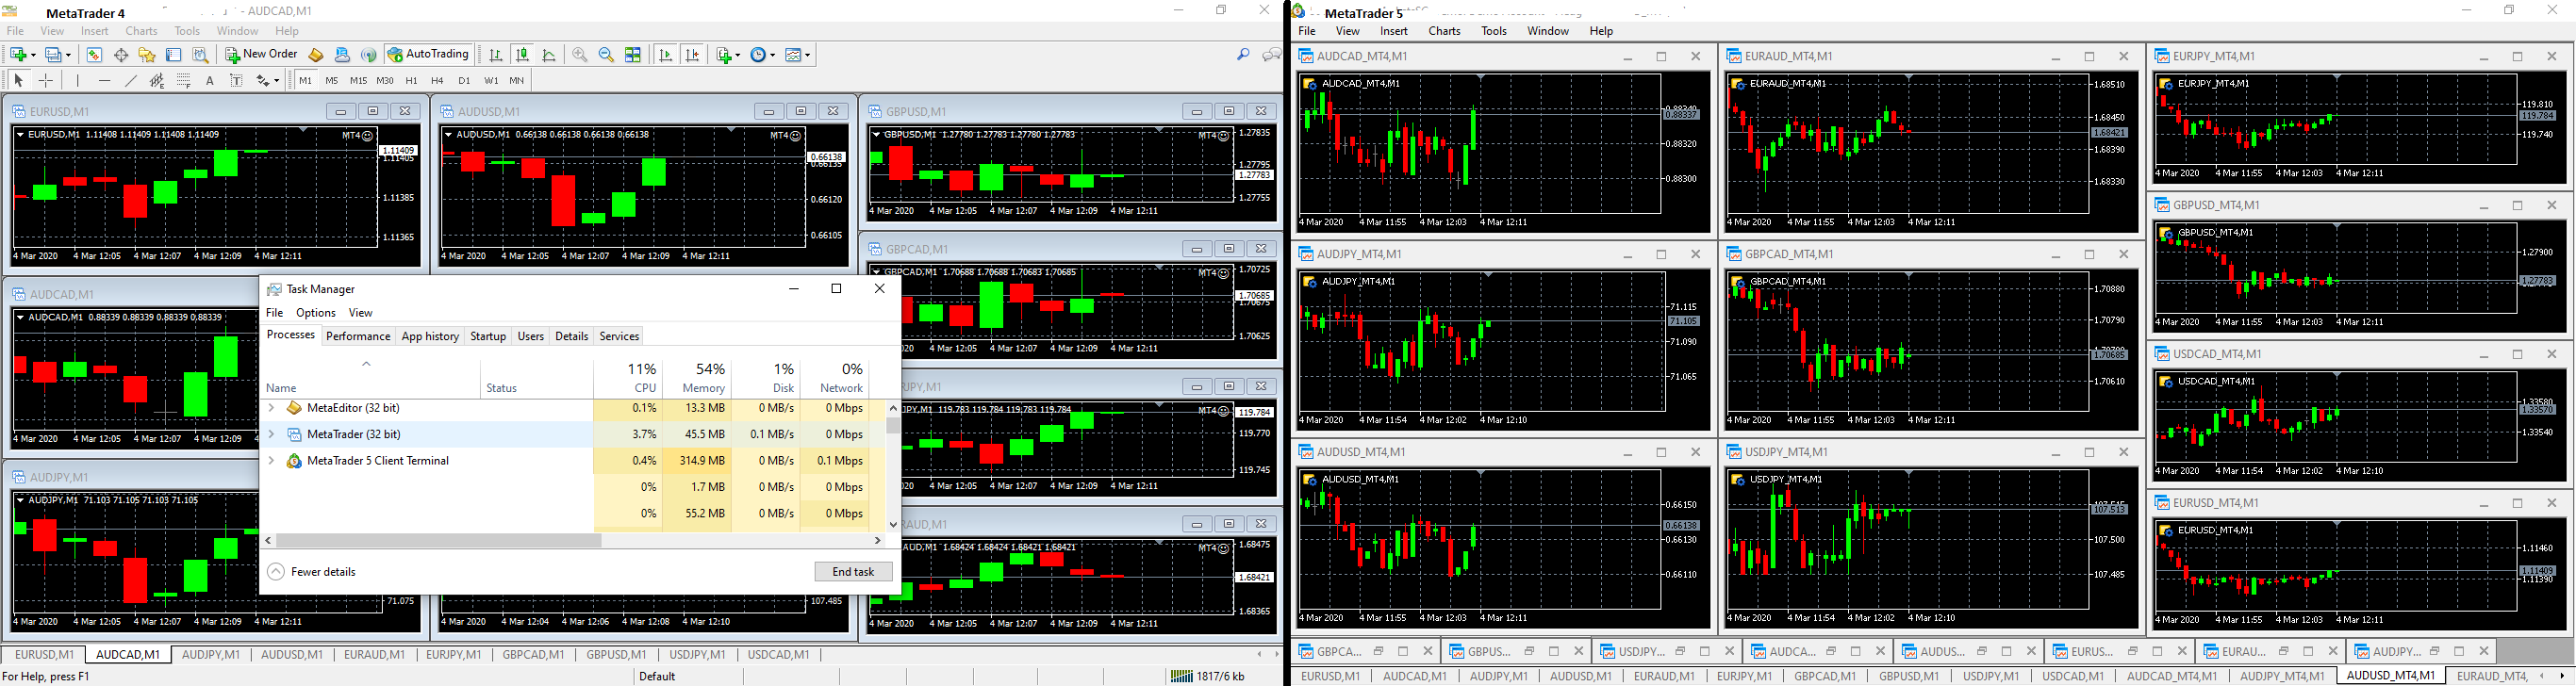 MetaTrader 4 - AUDCAD,M1
File View Insert Charts Tools Window Help
New Order AutoTrading
M1 M5 M15 M30 H1 H4 D1 W1 MN
EURUSD,M1
EURUSD,M1 1.11408 1.11409 1.11408 1.11409
MT4
1.11409
1.11405
1.11385
1.11365
4 Mar 2020 4 Mar 12:05 4 Mar 12:07 4 Mar 12:09 4 Mar 12:11
AUDUSD,M1
AUDUSD,M1 0.66138 0.66138 0.66138 0.66138
MT4
0.66138
0.66135
0.66120
0.66105
4 Mar 2020 4 Mar 12:05 4 Mar 12:07 4 Mar 12:09 4 Mar 12:11
GBPUSD,M1
GBPUSD,M1 1.27780 1.27783 1.27780 1.27783
MT4
1.27835
1.27795
1.27783
1.27755
4 Mar 2020 4 Mar 12:05 4 Mar 12:07 4 Mar 12:09 4 Mar 12:11
GBPCAD,M1
GBPCAD,M1 1.70688 1.70688 1.70683 1.70685
MT4
1.70725
1.70685
1.70675
1.70625
2020 4 Mar 12:05 4 Mar 12:07 4 Mar 12:09 4 Mar 12:11
AUDCAD,M1
AUDCAD,M1 0.88339 0.88339 0.88339 0.88339
4 Mar 2020 4 Mar 12:05 4 Mar 12:07 4 Mar 12:09
JPY,M1
JPY,M1 119.783 119.784 119.783 119.784
MT4
119.784
119.770
119.745
2020 4 Mar 12:05 4 Mar 12:07 4 Mar 12:09 4 Mar 12:11
AUDJPY,M1
AUDJPY,M1 71.103 71.105 71.103 71.105
71.075
4 Mar 2020 4 Mar 12:05 4 Mar 12:07 4 Mar 12:09 4 Mar 12:11
107.485
4 Mar 2020 4 Mar 12:04 4 Mar 12:06 4 Mar 12:08 4 Mar 12:10
RAUD,M1
AUD,M1 1.68424 1.68424 1.68421 1.68421
MT4
1.68475
1.68421
1.68365
4 Mar 2020 4 Mar 12:05 4 Mar 12:07 4 Mar 12:09 4 Mar 12:11
Task Manager
File Options View
Processes Performance App history Startup Users Details Services
11% 54% 1% 0%
Name Status CPU Memory Disk Network
MetaEditor (32 bit) 0.1% 13.3 MB 0 MB/s 0 Mbps
MetaTrader (32 bit) 3.7% 45.5 MB 0.1 MB/s 0 Mbps
MetaTrader 5 Client Terminal 0.4% 314.9 MB 0 MB/s 0.1 Mbps
0% 1.7 MB 0 MB/s 0 Mbps
0% 55.2 MB 0 MB/s 0 Mbps
Fewer details End task
EURUSD,M1 AUDCAD,M1 AUDJPY,M1 AUDUSD,M1 EURAUD,M1 EURJPY,M1 GBPCAD,M1 GBPUSD,M1 USDJPY,M1 USDCAD,M1
For Help, press F1 Default 1817/6 kb
MetaTrader 5
File View Insert Charts Tools Window Help
AUDCAD_MT4,M1
AUDCAD_MT4,M1
0.88340
0.88337
0.88320
0.88300
4 Mar 2020 4 Mar 11:55 4 Mar 12:03 4 Mar 12:11
EURAUD_MT4,M1
EURAUD_MT4,M1
1.68510
1.68450
1.68421
1.68390
1.68330
4 Mar 2020 4 Mar 11:55 4 Mar 12:03 4 Mar 12:11
EURJPY_MT4,M1
EURJPY_MT4,M1
119.810
119.784
119.740
4 Mar 2020 4 Mar 11:55 4 Mar 12:03 4 Mar 12:11
GBPUSD_MT4,M1
GBPUSD_MT4,M1
1.27900
1.27783
1.27720
4 Mar 2020 4 Mar 11:55 4 Mar 12:03 4 Mar 12:11
AUDJPY_MT4,M1
AUDJPY_MT4,M1
71.115
71.105
71.090
71.065
4 Mar 2020 4 Mar 11:54 4 Mar 12:02 4 Mar 12:10
GBPCAD_MT4,M1
GBPCAD_MT4,M1
1.70880
1.70790
1.70700
1.70685
1.70610
4 Mar 2020 4 Mar 11:55 4 Mar 12:03 4 Mar 12:11
USDCAD_MT4,M1
USDCAD_MT4,M1
1.33580
1.33570
1.33540
4 Mar 2020 4 Mar 11:54 4 Mar 12:02 4 Mar 12:10
AUDUSD_MT4,M1
AUDUSD_MT4,M1
0.66150
0.66138
0.66130
0.66110
4 Mar 2020 4 Mar 11:55 4 Mar 12:03 4 Mar 12:11
USDJPY_MT4,M1
USDJPY_MT4,M1
107.515
107.513
107.500
107.485
4 Mar 2020 4 Mar 11:54 4 Mar 12:02 4 Mar 12:10
EURUSD_MT4,M1
EURUSD_MT4,M1
1.11460
1.11409
1.11390
4 Mar 2020 4 Mar 11:55 4 Mar 12:03 4 Mar 12:11
GBPCA... GBPUS... USDJPY... AUDCA... AUDUS... EURUS... EURAU... AUDJPY...
EURUSD,M1 AUDCAD,M1 AUDJPY,M1 AUDUSD,M1 EURAUD,M1 EURJPY,M1 GBPCAD,M1 GBPUSD,M1 USDJPY,M1 USDCAD,M1 AUDCAD_MT4,M1 AUDJPY_MT4,M1 AUDUSD_MT4,M1 EURAUD_MT4,